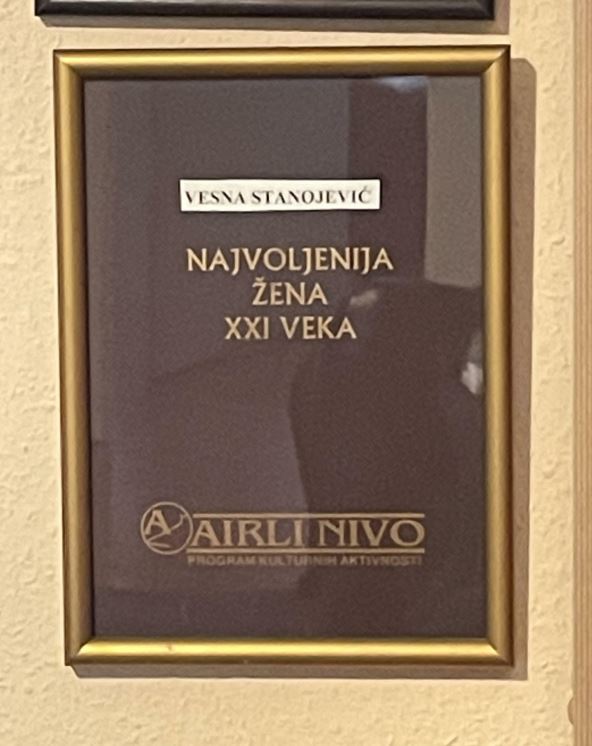 VESNA STANOJEVIĆ
NAJVOLJENIJA
ŽENA
XXI VEKA
A AIRLI NIVO
PROGRAM KULTURNIH AKTIVNOSTI